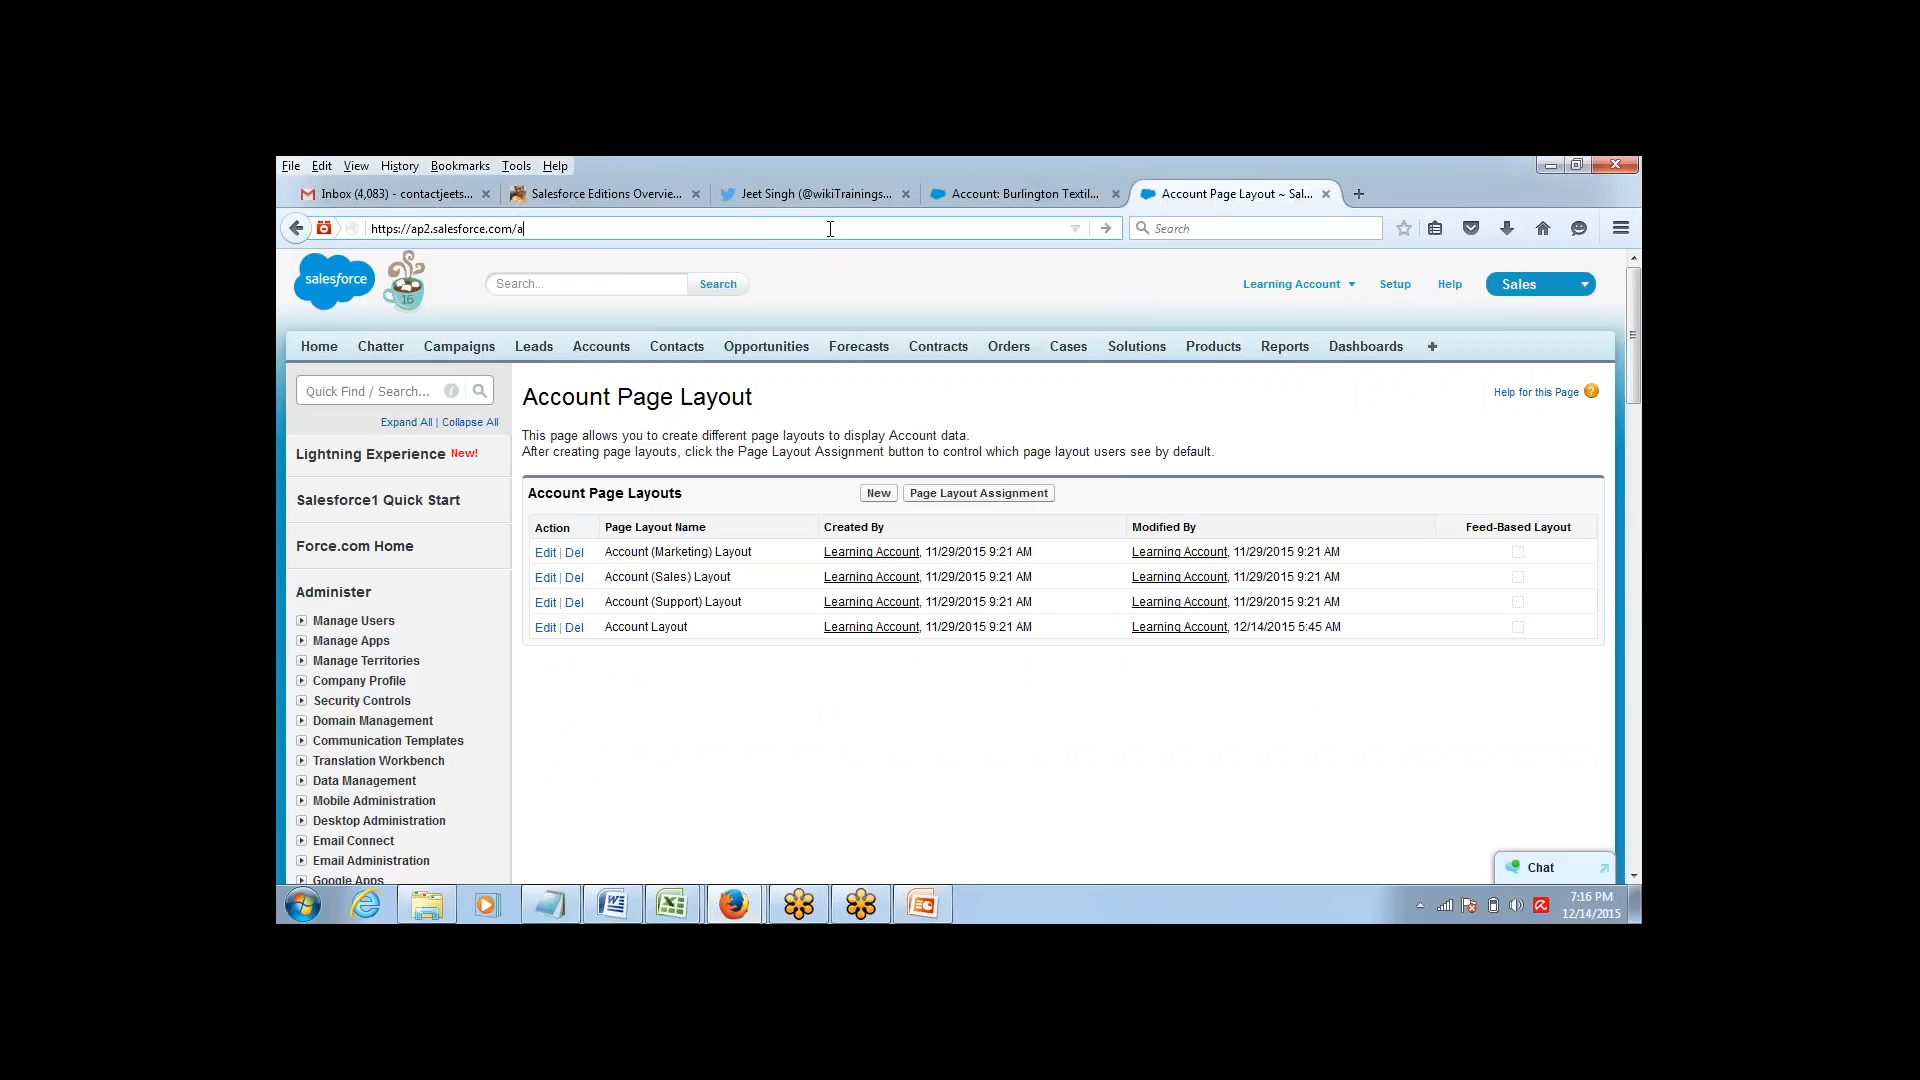 File Edit View History Bookmarks Tools Help
Inbox (4,083) - contactjeets... Salesforce Editions Overvie... Jeet Singh (@wikiTrainings... Account: Burlington Textil... Account Page Layout ~ Sal...
https://ap2.salesforce.com/a Search
salesforce 16 Search... Search Learning Account Setup Help Sales
Home Chatter Campaigns Leads Accounts Contacts Opportunities Forecasts Contracts Orders Cases Solutions Products Reports Dashboards +
Quick Find / Search...
Expand All | Collapse All
Lightning Experience New!
Salesforce1 Quick Start
Force.com Home
Administer
Manage Users
Manage Apps
Manage Territories
Company Profile
Security Controls
Domain Management
Communication Templates
Translation Workbench
Data Management
Mobile Administration
Desktop Administration
Email Connect
Email Administration
Google Apps
Account Page Layout
Help for this Page ?
This page allows you to create different page layouts to display Account data.
After creating page layouts, click the Page Layout Assignment button to control which page layout users see by default.
Account Page Layouts New Page Layout Assignment
Action Page Layout Name Created By Modified By Feed-Based Layout
Edit | Del Account (Marketing) Layout Learning Account, 11/29/2015 9:21 AM Learning Account, 11/29/2015 9:21 AM
Edit | Del Account (Sales) Layout Learning Account, 11/29/2015 9:21 AM Learning Account, 11/29/2015 9:21 AM
Edit | Del Account (Support) Layout Learning Account, 11/29/2015 9:21 AM Learning Account, 11/29/2015 9:21 AM
Edit | Del Account Layout Learning Account, 11/29/2015 9:21 AM Learning Account, 12/14/2015 5:45 AM
Chat
7:16 PM
12/14/2015